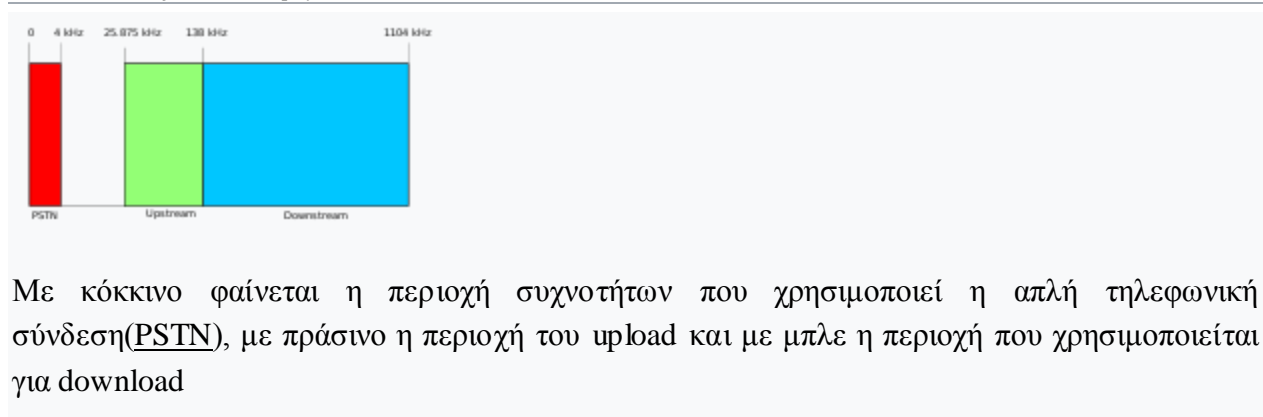 0 4 kHz 25.875 kHz 138 kHz 1104 kHz
PSTN Upstream Downstream
Με κόκκινο φαίνεται η περιοχή συχνοτήτων που χρησιμοποιεί η απλή τηλεφωνική
σύνδεση(PSTN), με πράσινο η περιοχή του upload και με μπλε η περιοχή που χρησιμοποιείται
για download